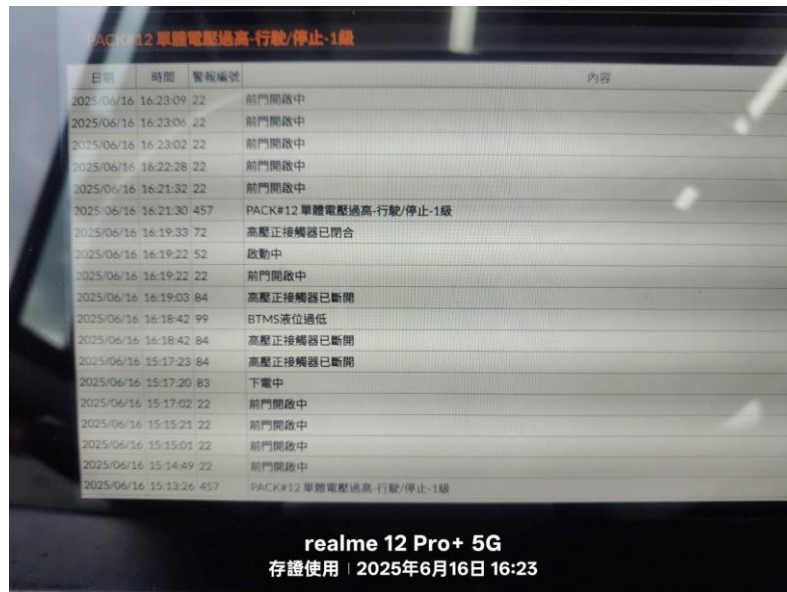 PACK#12 單體電壓過高-行駛/停止-1級
日期 時間 警報編號 內容
2025/06/16 16:23:09 22 前門開啟中
2025/06/16 16:23:06 22 前門開啟中
2025/06/16 16:23:02 22 前門開啟中
2025/06/16 16:22:28 22 前門開啟中
2025/06/16 16:21:32 22 前門開啟中
2025/06/16 16:21:30 457 PACK#12 單體電壓過高-行駛/停止-1級
2025/06/16 16:19:33 72 高壓正接觸器已閉合
2025/06/16 16:19:22 52 啟動中
2025/06/16 16:19:22 22 前門開啟中
2025/06/16 16:19:03 84 高壓正接觸器已斷開
2025/06/16 16:18:42 99 BTMS液位過低
2025/06/16 16:18:42 84 高壓正接觸器已斷開
2025/06/16 15:17:23 84 高壓正接觸器已斷開
2025/06/16 15:17:20 83 下電中
2025/06/16 15:17:02 22 前門開啟中
2025/06/16 15:15:21 22 前門開啟中
2025/06/16 15:15:01 22 前門開啟中
2025/06/16 15:14:49 22 前門開啟中
2025/06/16 15:13:26 457 PACK#12 單體電壓過高-行駛/停止-1級
realme 12 Pro+ 5G
存證使用 | 2025年6月16日 16:23